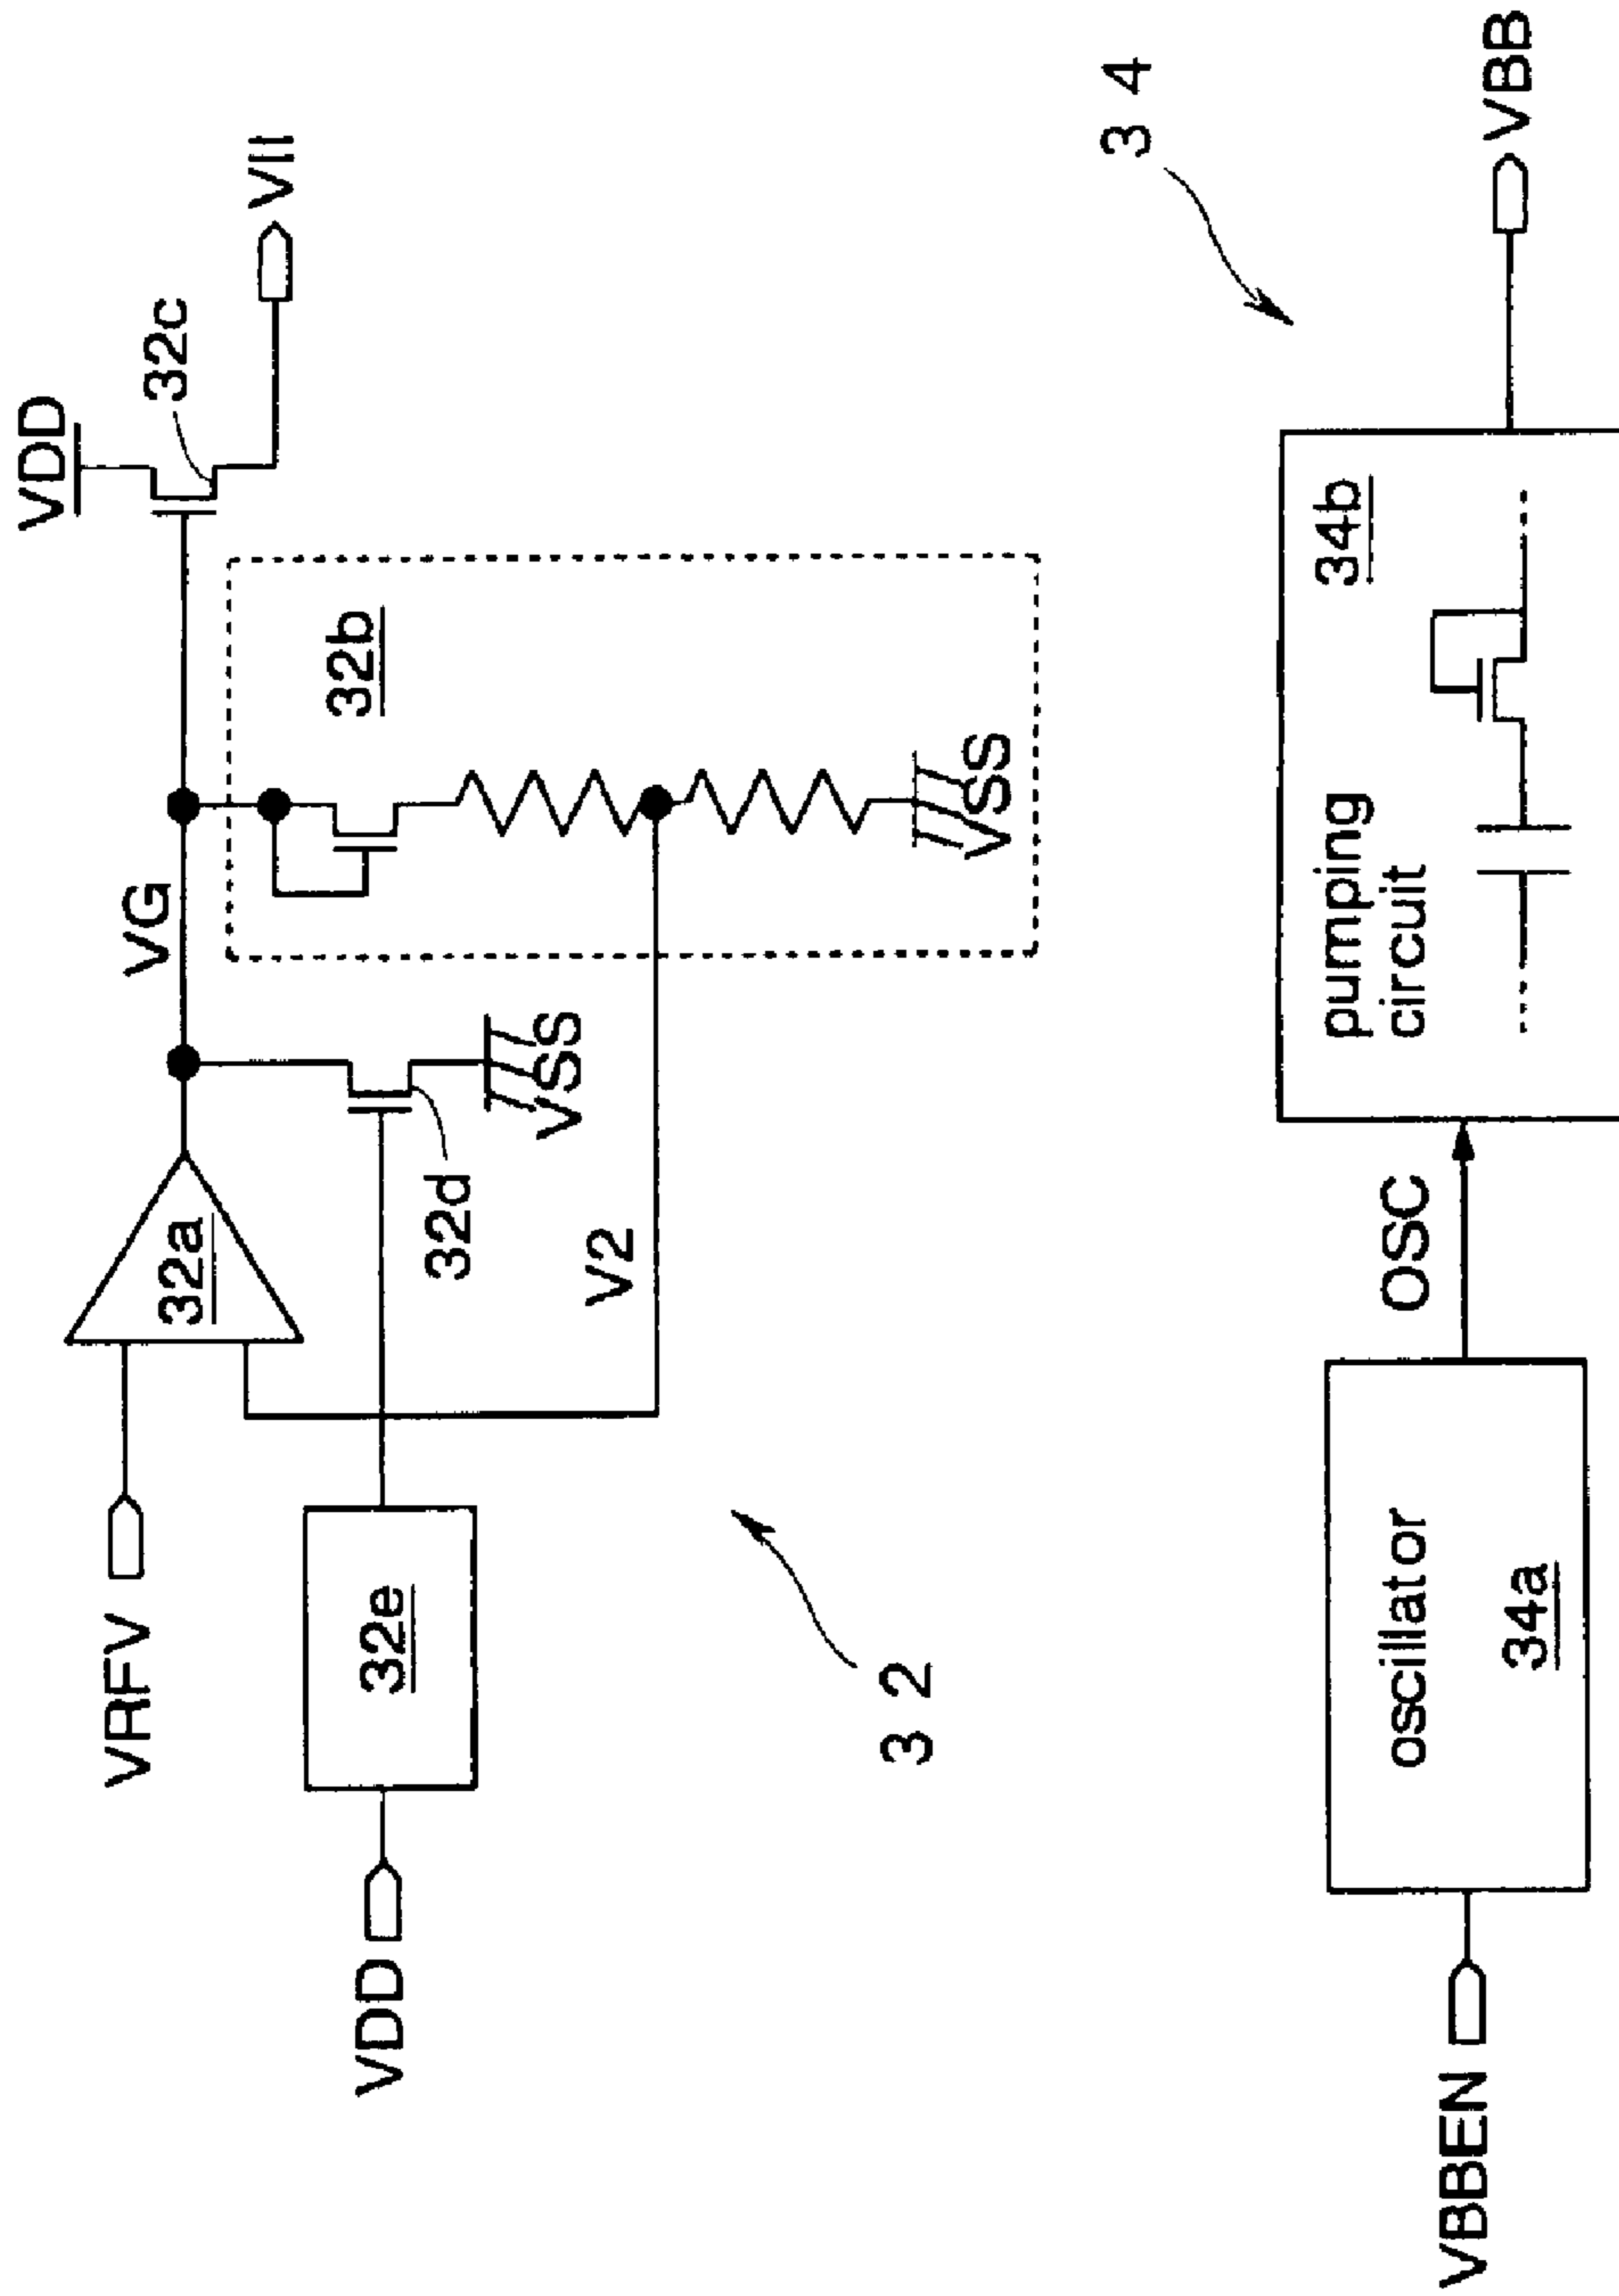 VDD
VRFV
32a
VG
32c
VII
VDD
32e
32d
VSS
32b
V2
VSS
32
34
VBBEN
oscillator
34a
OSC
pumping
circuit
34b
VBB